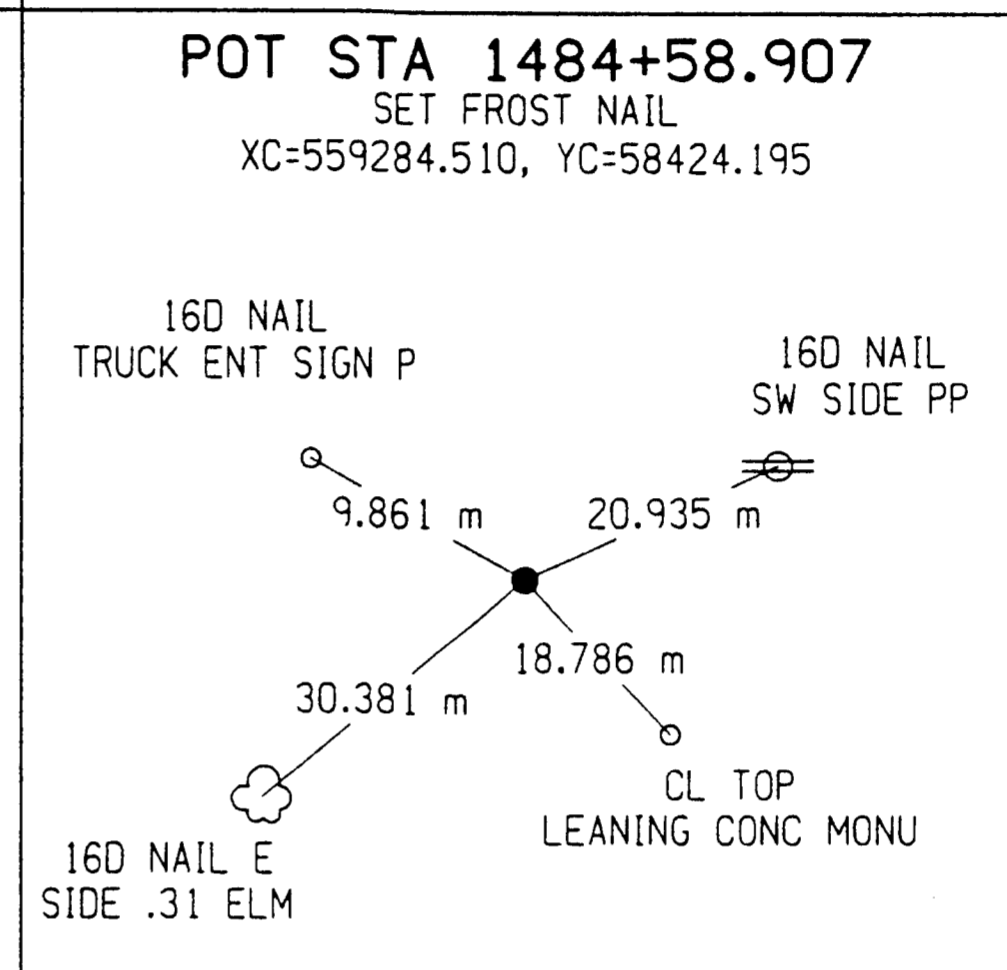 POT STA 1484+58.907
SET FROST NAIL
XC=559284.510, YC=58424.195
16D NAIL
TRUCK ENT SIGN P
16D NAIL
SW SIDE PP
9.861 m
20.935 m
18.786 m
30.381 m
CL TOP
LEANING CONC MONU
16D NAIL E
SIDE .31 ELM